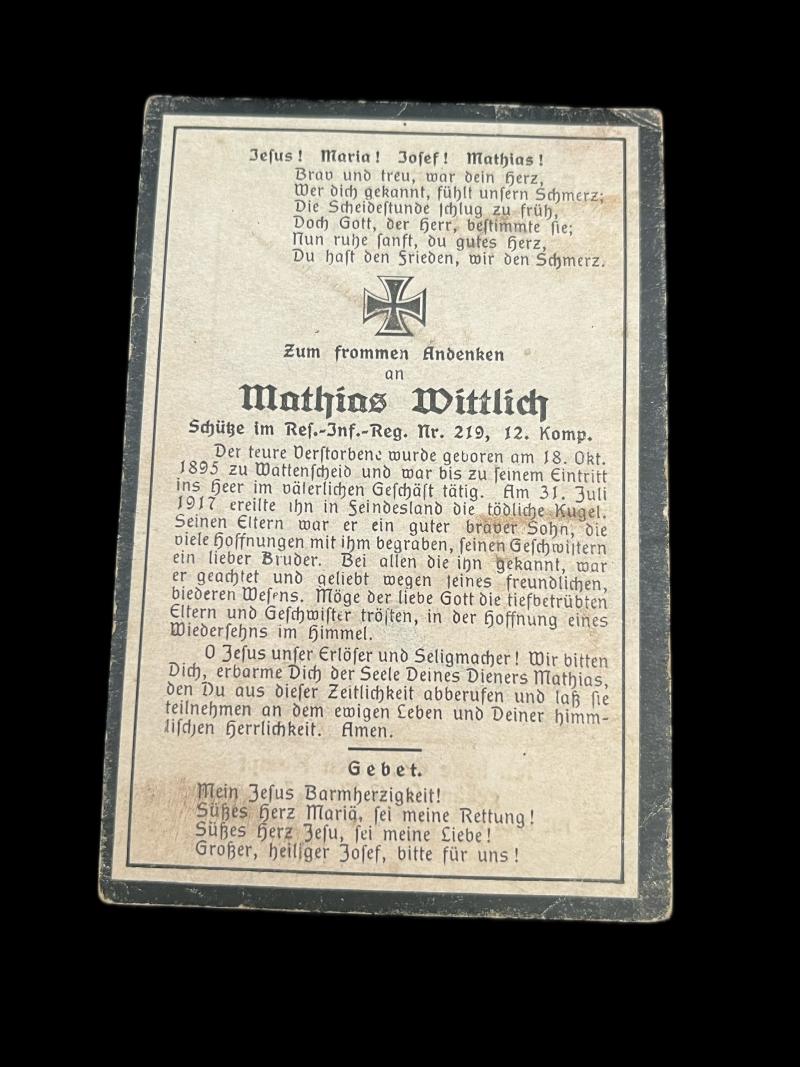 Jesus! Maria! Josef! Mathias!
Brav und treu, war dein Herz,
Wer dich gekannt, fühlt unsern Schmerz;
Die Scheidestunde schlug zu früh,
Doch Gott, der Herr, bestimmte sie;
Nun ruhe sanft, du gutes Herz,
Du hast den Frieden, wir den Schmerz.
Zum frommen Andenken
an
Mathias Wittlich
Schütze im Res.-Inf.-Reg. Nr. 219, 12. Komp.
Der teure Verstorbene wurde geboren am 18. Okt.
1895 zu Wattenscheid und war bis zu seinem Eintritt
ins Heer im väterlichen Geschäft tätig. Am 31. Juli
1917 ereilte ihn in Feindesland die tödliche Kugel.
Seinen Eltern war er ein guter braver Sohn, die
viele Hoffnungen mit ihm begraben, seinen Geschwistern
ein lieber Bruder. Bei allen die ihn gekannt, war
er geachtet und geliebt wegen seines freundlichen,
biederen Wesens. Möge der liebe Gott die tiefbetrübten
Eltern und Geschwister trösten, in der Hoffnung eines
Wiedersehns im Himmel.
O Jesus unser Erlöser und Seligmacher! Wir bitten
Dich, erbarme Dich der Seele Deines Dieners Mathias,
den Du aus dieser Zeitlichkeit abberufen und laß sie
teilnehmen an dem ewigen Leben und Deiner himm-
lischen Herrlichkeit. Amen.
Gebet.
Mein Jesus Barmherzigkeit!
Süßes Herz Mariä, sei meine Rettung!
Süßes Herz Jesu, sei meine Liebe!
Großer, heiliger Josef, bitte für uns!